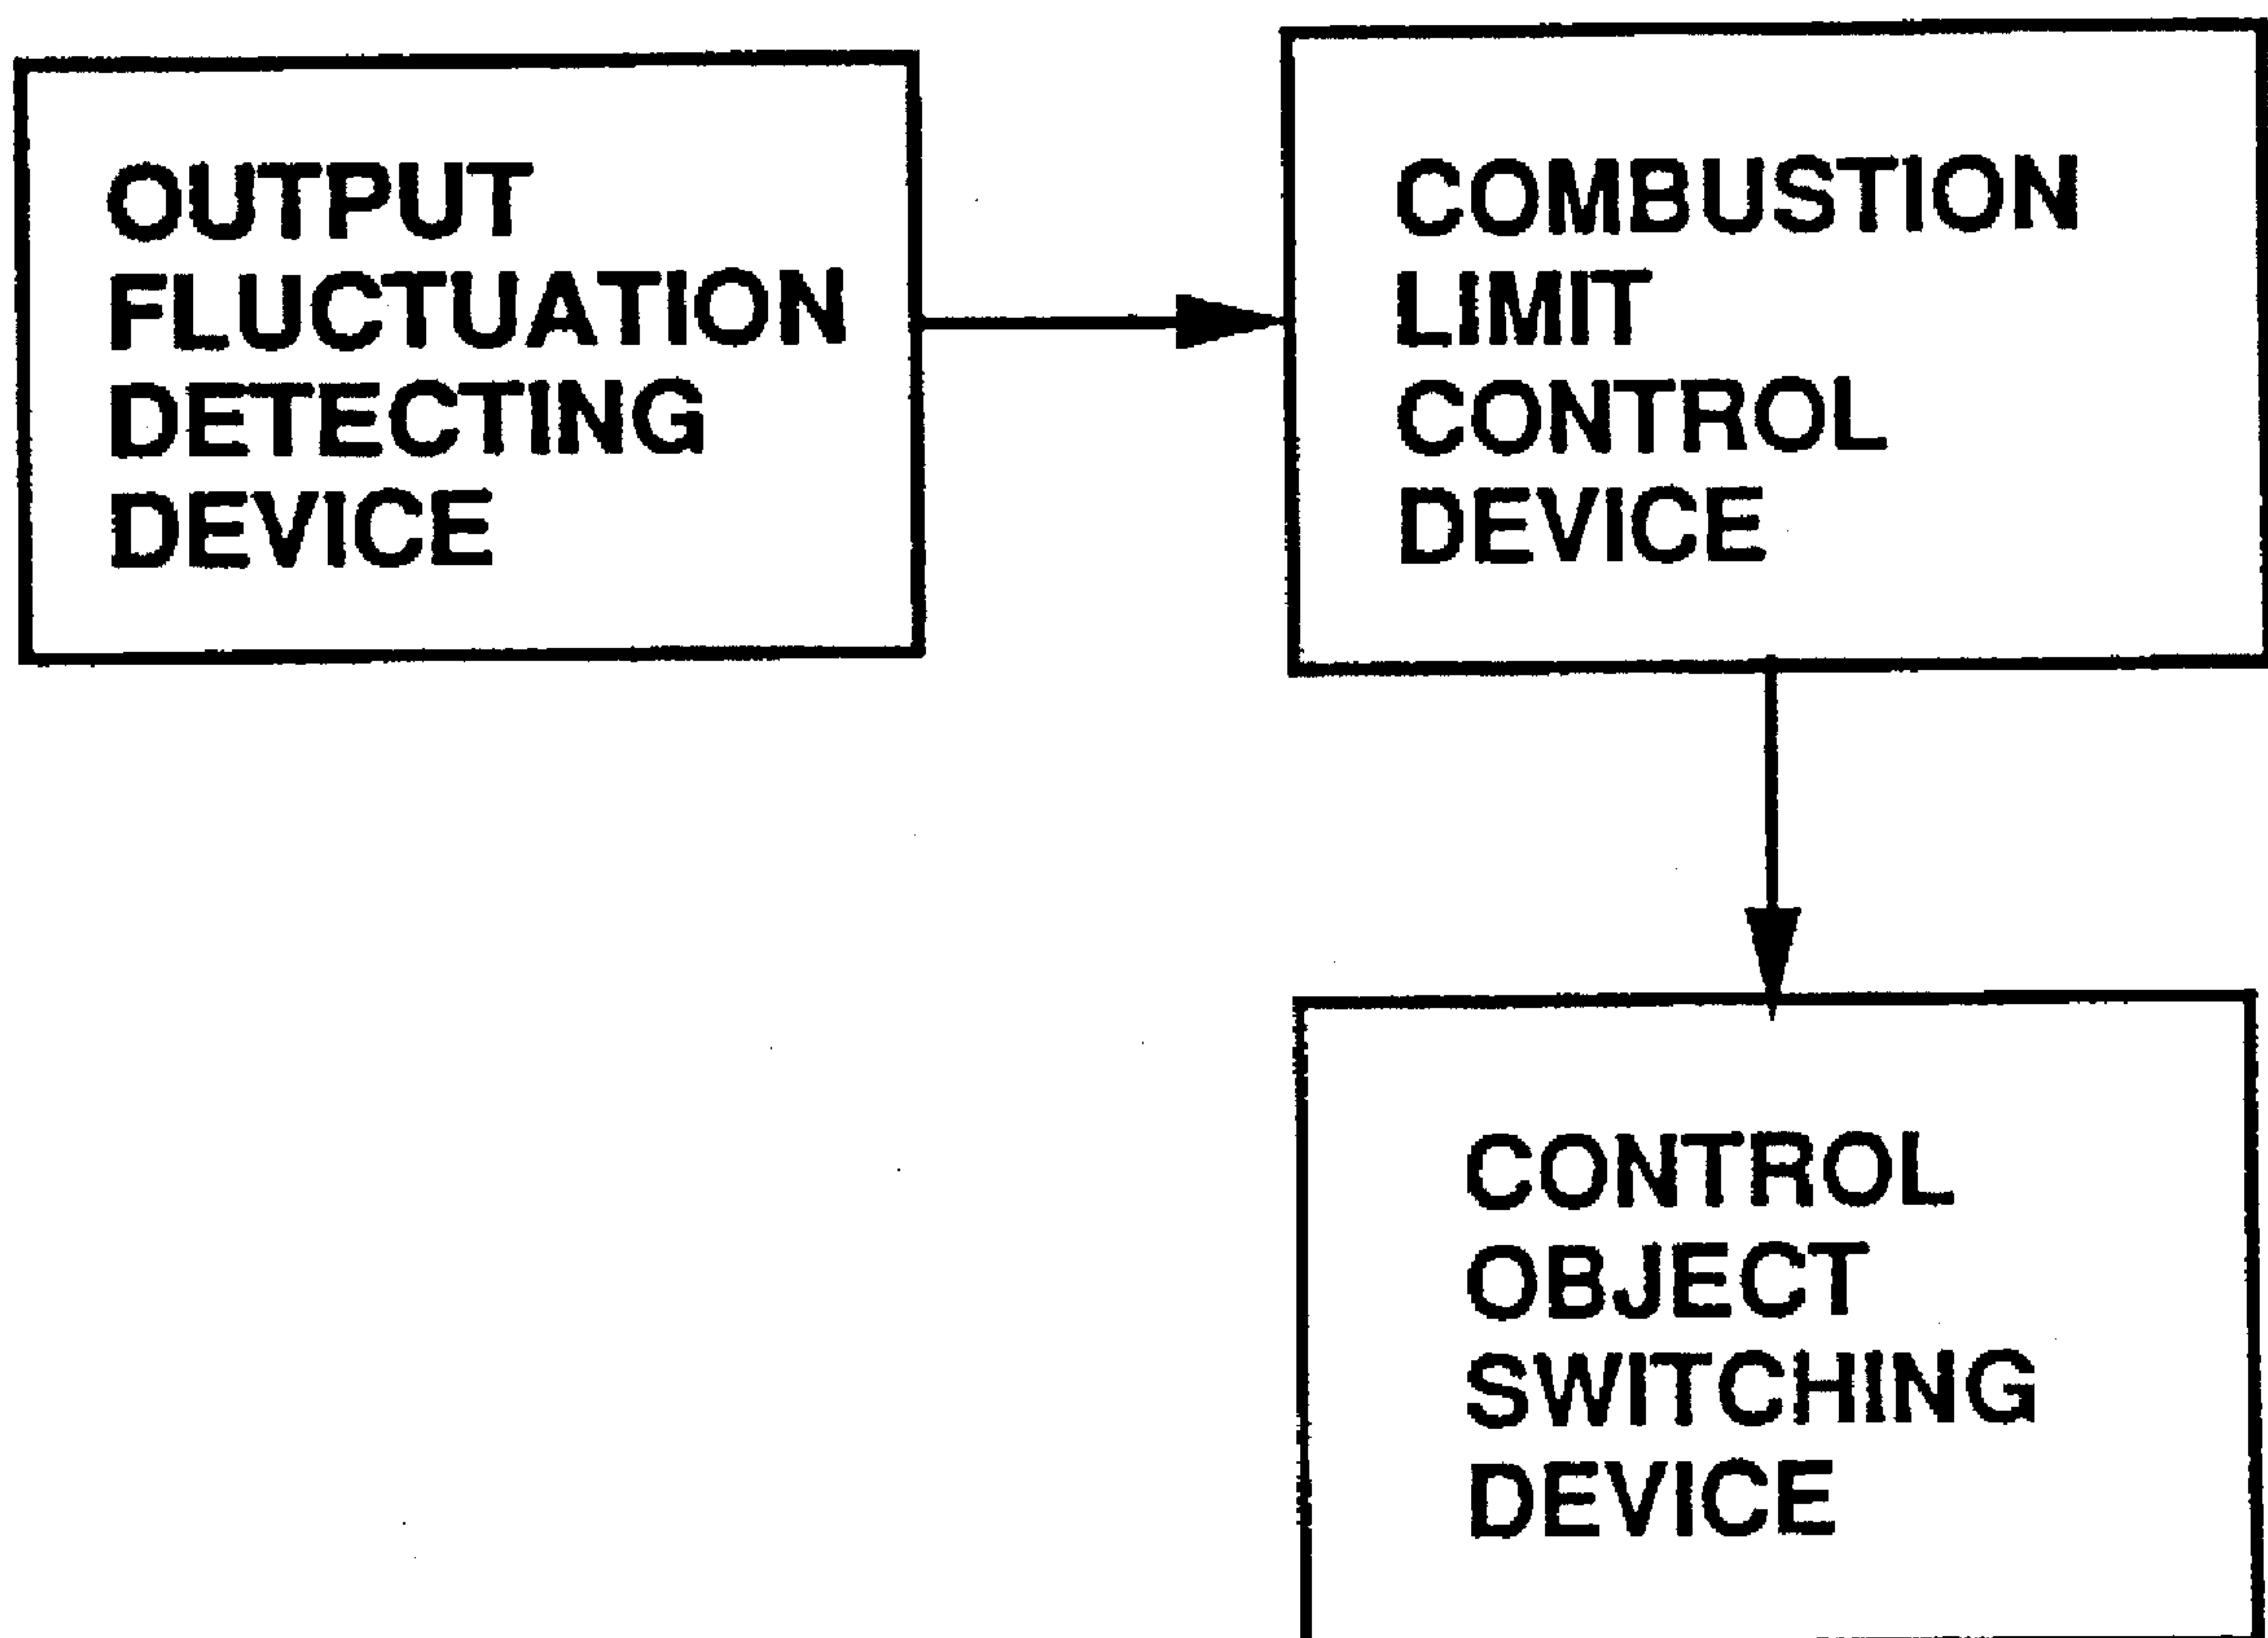 OUTPUT
FLUCTUATION
DETECTING
DEVICE
COMBUSTION
LIMIT
CONTROL
DEVICE
CONTROL
OBJECT
SWITCHING
DEVICE